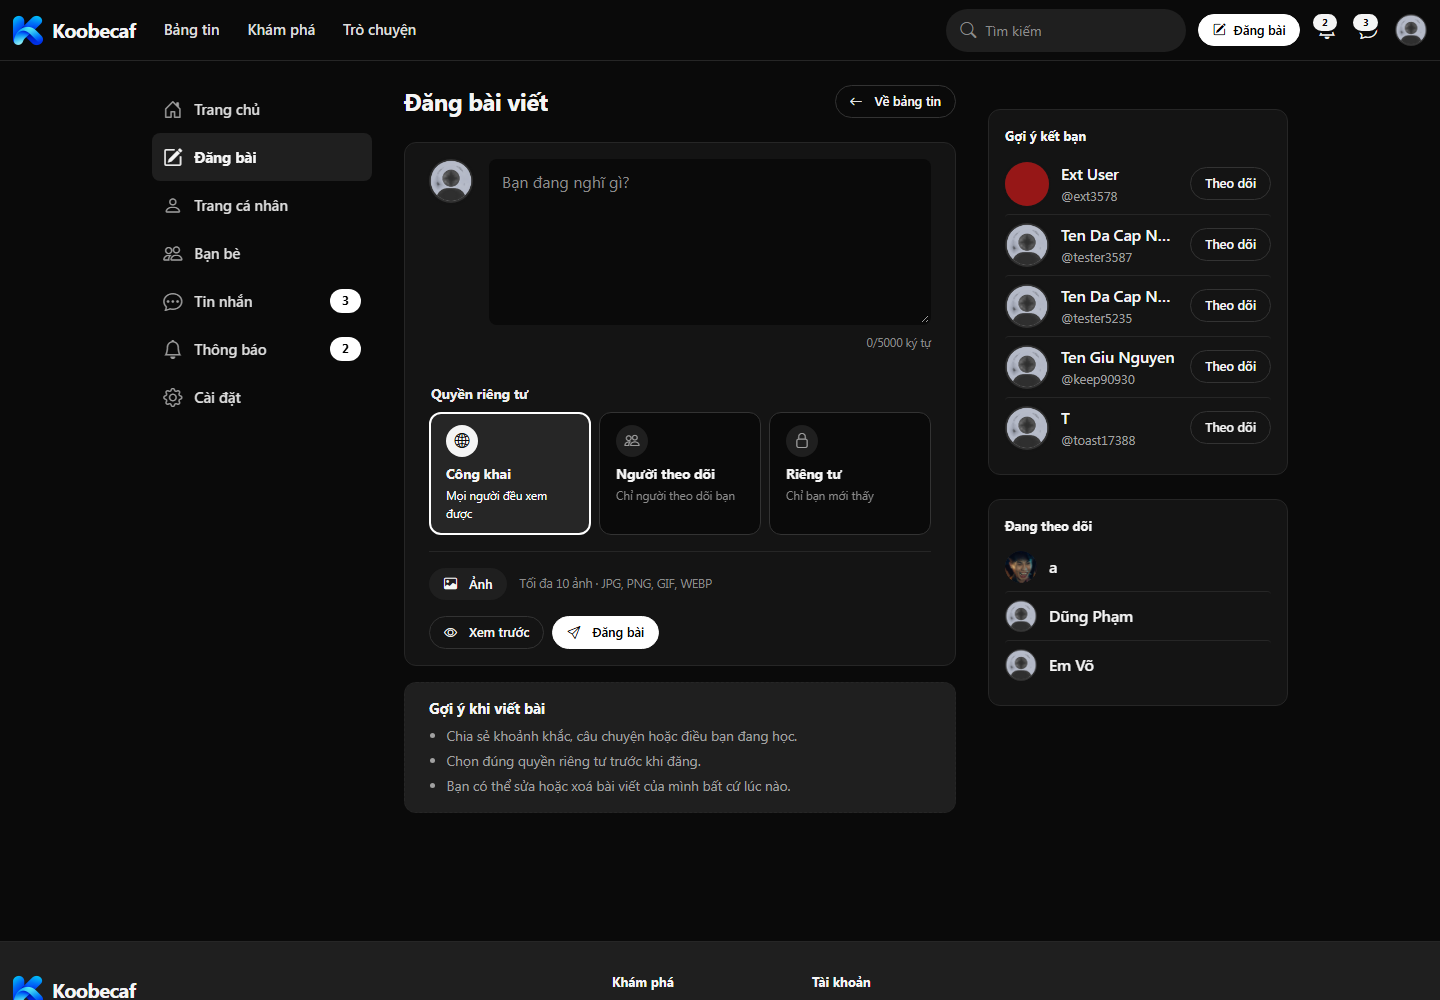 Koobecaf
Bảng tin
Khám phá
Trò chuyện
Tìm kiếm
Đăng bài
2
3
Trang chủ
Đăng bài
Trang cá nhân
Bạn bè
Tin nhắn
3
Thông báo
2
Cài đặt
Đăng bài viết
Về bảng tin
Bạn đang nghĩ gì?
0/5000 ký tự
Quyền riêng tư
Công khai
Mọi người đều xem
được
Người theo dõi
Chỉ người theo dõi bạn
Riêng tư
Chỉ bạn mới thấy
Ảnh
Tối đa 10 ảnh · JPG, PNG, GIF, WEBP
Xem trước
Đăng bài
Gợi ý khi viết bài
Chia sẻ khoảnh khắc, câu chuyện hoặc điều bạn đang học.
Chọn đúng quyền riêng tư trước khi đăng.
Bạn có thể sửa hoặc xoá bài viết của mình bất cứ lúc nào.
Gợi ý kết bạn
Ext User
@ext3578
Theo dõi
Ten Da Cap N...
@tester3587
Theo dõi
Ten Da Cap N...
@tester5235
Theo dõi
Ten Giu Nguyen
@keep90930
Theo dõi
T
@toast17388
Theo dõi
Đang theo dõi
a
Dũng Phạm
Em Võ
Koobecaf
Khám phá
Tài khoản